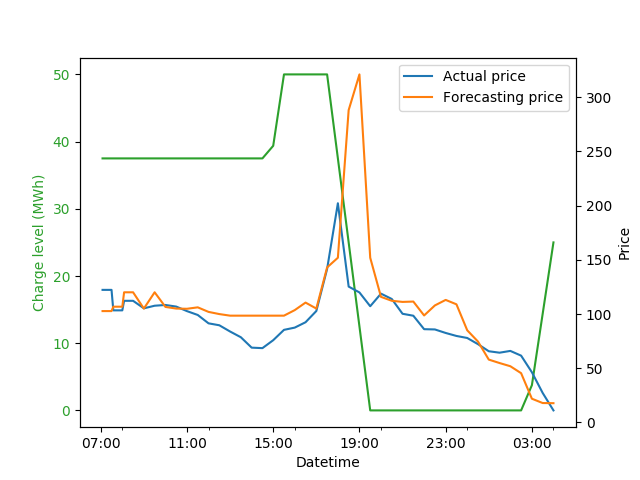 Actual price
Forecasting price
50
40
30
20
10
0
Charge level (MWh)
300
250
200
150
100
50
0
Price
07:00 11:00 15:00 19:00 23:00 03:00
Datetime